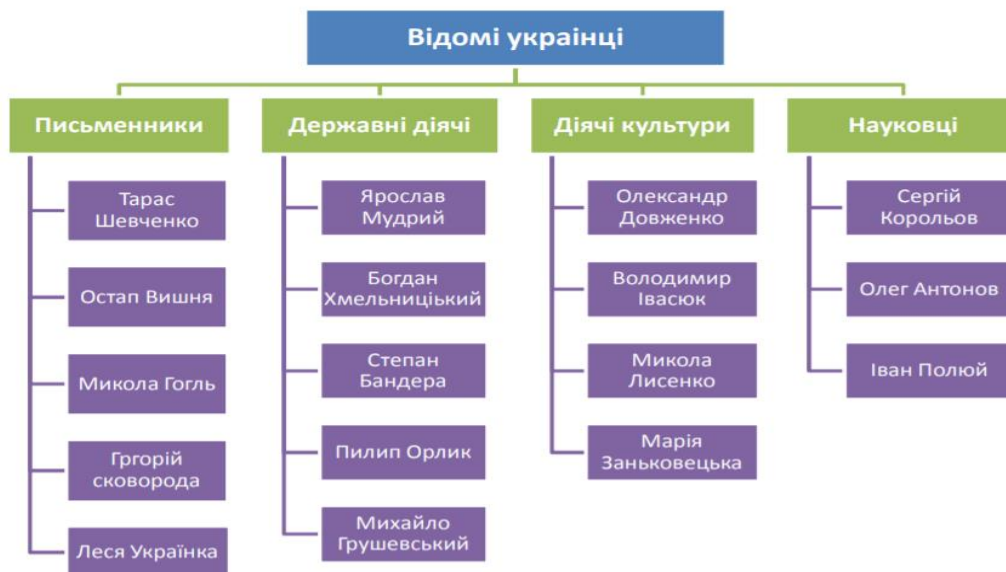 Відомі українці
Письменники
Тарас
Шевченко
Остап Вишня
Микола Гогль
Гргорій
сковорода
Леся Українка
Державні діячі
Ярослав
Мудрий
Богдан
Хмельниціький
Степан
Бандера
Пилип Орлик
Михайло
Грушевський
Діячі культури
Олександр
Довженко
Володимир
Івасюк
Микола
Лисенко
Марія
Заньковецька
Науковці
Сергій
Корольов
Олег Антонов
Іван Полюй